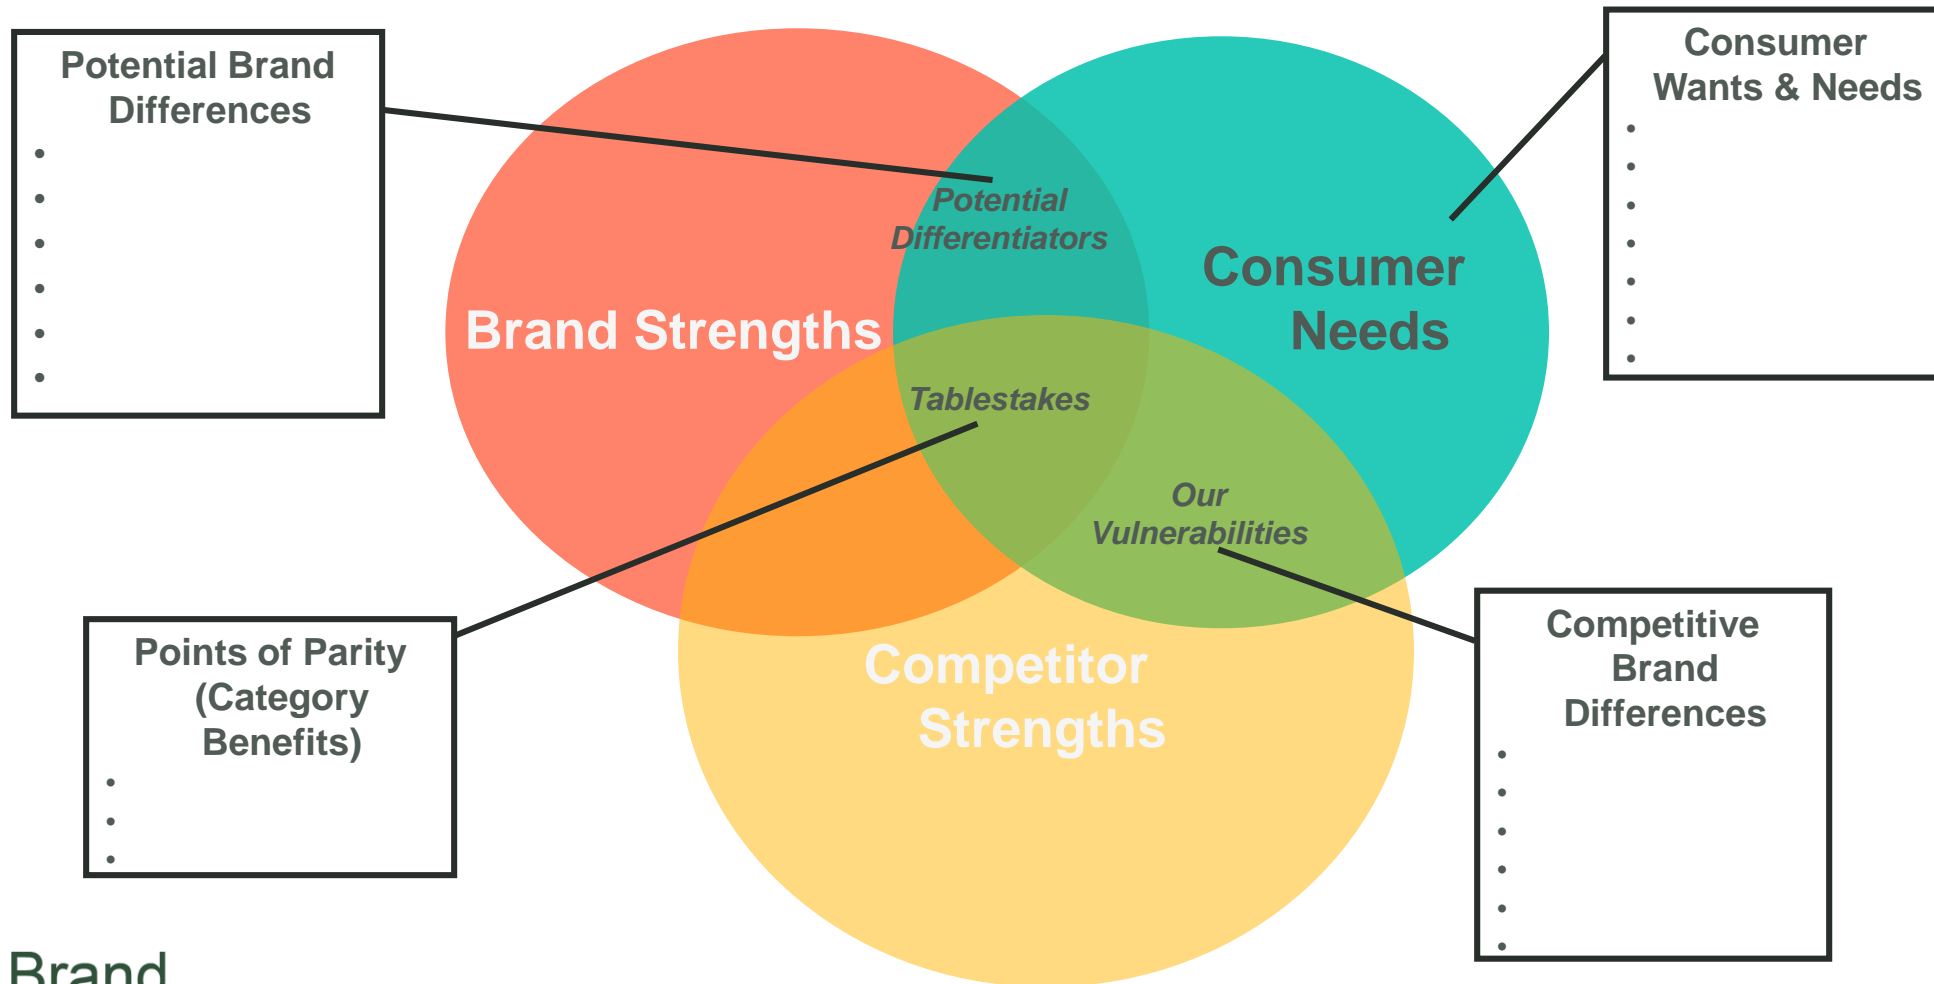 Potential Brand
Differences
•
•
•
•
•
•
Consumer
Wants & Needs
•
•
•
•
•
•
•
Potential
Differentiators
Consumer
Needs
Brand Strengths
Tablestakes
Our
Vulnerabilities
Points of Parity
(Category
Benefits)
•
•
•
Competitor
Strengths
Competitive
Brand
Differences
•
•
•
•
•
•
Brand